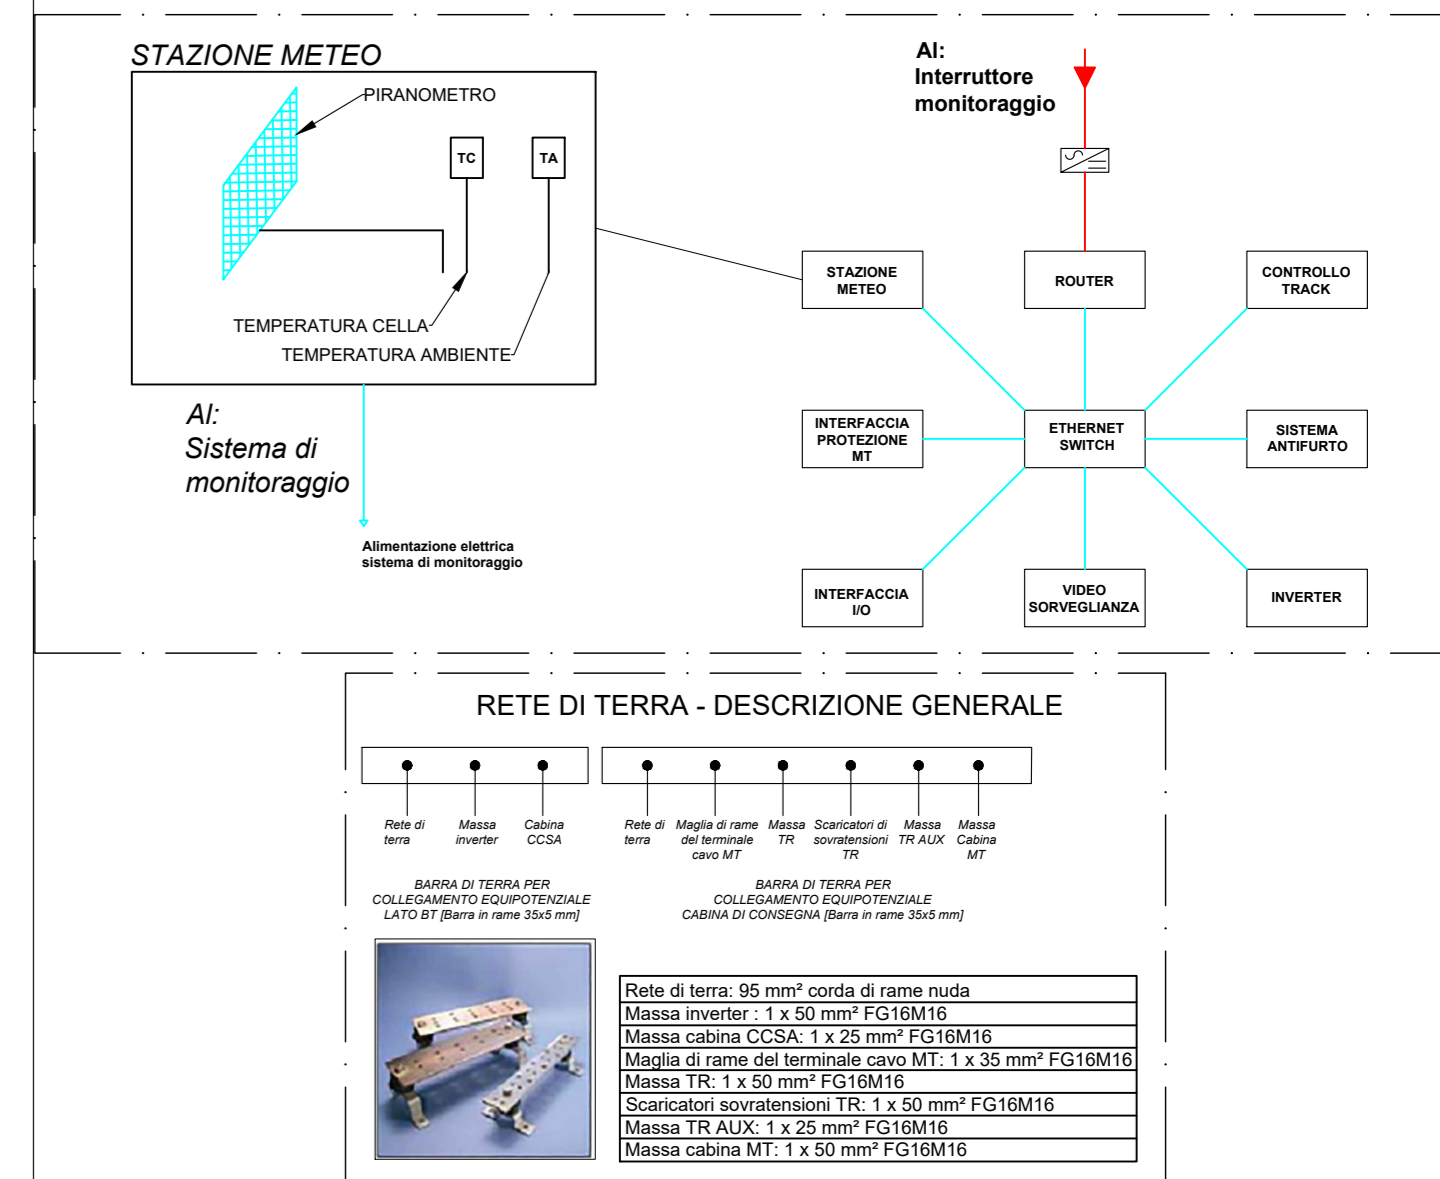 STAZIONE METEO
PIRANOMETRO
TC
TA
TEMPERATURA CELLA
TEMPERATURA AMBIENTE
Al:
Sistema di
monitoraggio
Alimentazione elettrica
sistema di monitoraggio
Al:
Interruttore
monitoraggio
STAZIONE
METEO
ROUTER
CONTROLLO
TRACK
INTERFACCIA
PROTEZIONE
MT
ETHERNET
SWITCH
SISTEMA
ANTIFURTO
INTERFACCIA
I/O
VIDEO
SORVEGLIANZA
INVERTER
RETE DI TERRA - DESCRIZIONE GENERALE
Rete di
terra
Massa
inverter
Cabina
CCSA
Rete di
terra
Maglia di rame
del terminale
cavo MT
Massa
TR
Scaricatori di
sovratensioni
TR
Massa
TR AUX
Massa
Cabina
MT
BARRA DI TERRA PER
COLLEGAMENTO EQUIPOTENZIALE
LATO BT [Barra in rame 35x5 mm]
BARRA DI TERRA PER
COLLEGAMENTO EQUIPOTENZIALE
CABINA DI CONSEGNA [Barra in rame 35x5 mm]
Rete di terra: 95 mm² corda di rame nuda
Massa inverter : 1 x 50 mm² FG16M16
Massa cabina CCSA: 1 x 25 mm² FG16M16
Maglia di rame del terminale cavo MT: 1 x 35 mm² FG16M16
Massa TR: 1 x 50 mm² FG16M16
Scaricatori sovratensioni TR: 1 x 50 mm² FG16M16
Massa TR AUX: 1 x 25 mm² FG16M16
Massa cabina MT: 1 x 50 mm² FG16M16